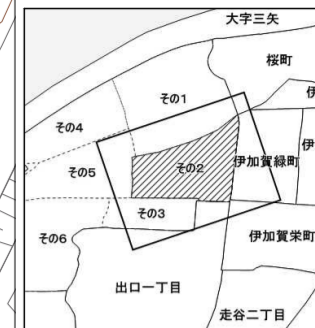 大字三矢
桜町
伊
その1
その4
伊
その5
その2
伊加賀緑町
その3
伊加賀栄町
その6
出口一丁目
走谷二丁目